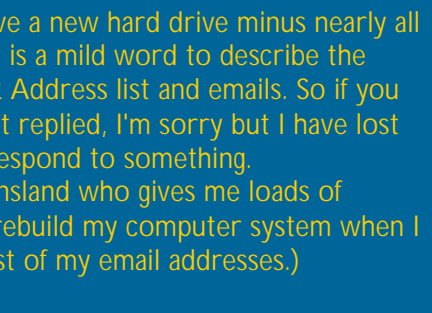 ve a new hard drive minus nearly all
is a mild word to describe the
Address list and emails. So if you
t replied, I'm sorry but I have lost
espond to something.
nsland who gives me loads of
rebuild my computer system when I
st of my email addresses.)